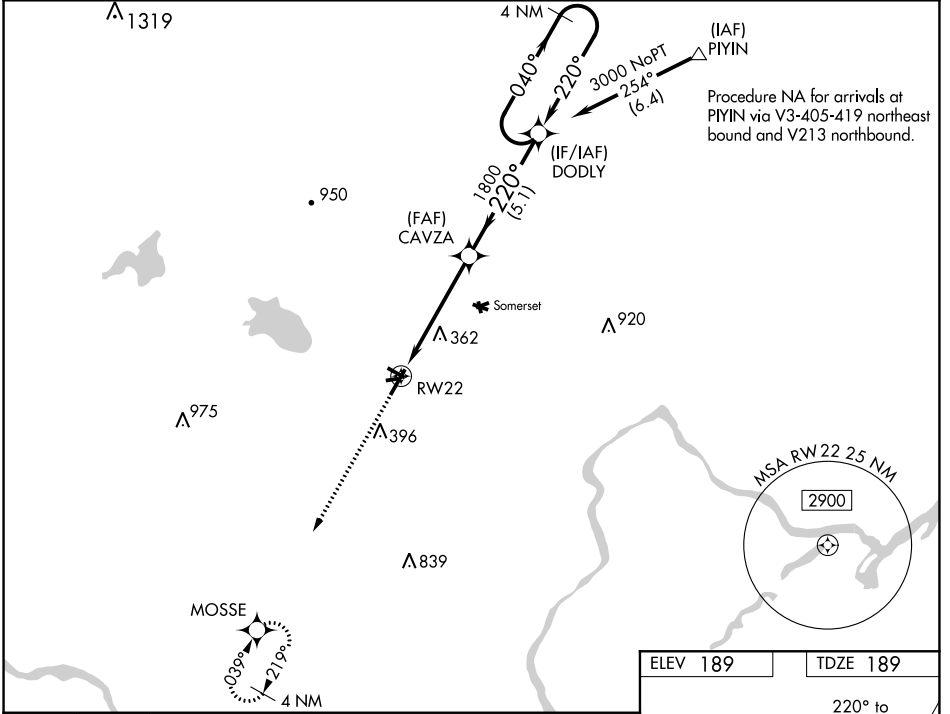 1319
4 NM
040°
220°
(IAF)
PIYIN
3000 NoPT
254°
(6.4)
Procedure NA for arrivals at
PIYIN via V3-405-419 northeast
bound and V213 northbound.
(IF/IAF)
DODLY
1800
220°
(5.1)
950
(FAF)
CAVZA
Somerset
920
362
RW22
975
396
MSA RW 22 25 NM
2900
839
MOSSE
039°
219°
4 NM
ELEV 189
TDZE 189
220° to